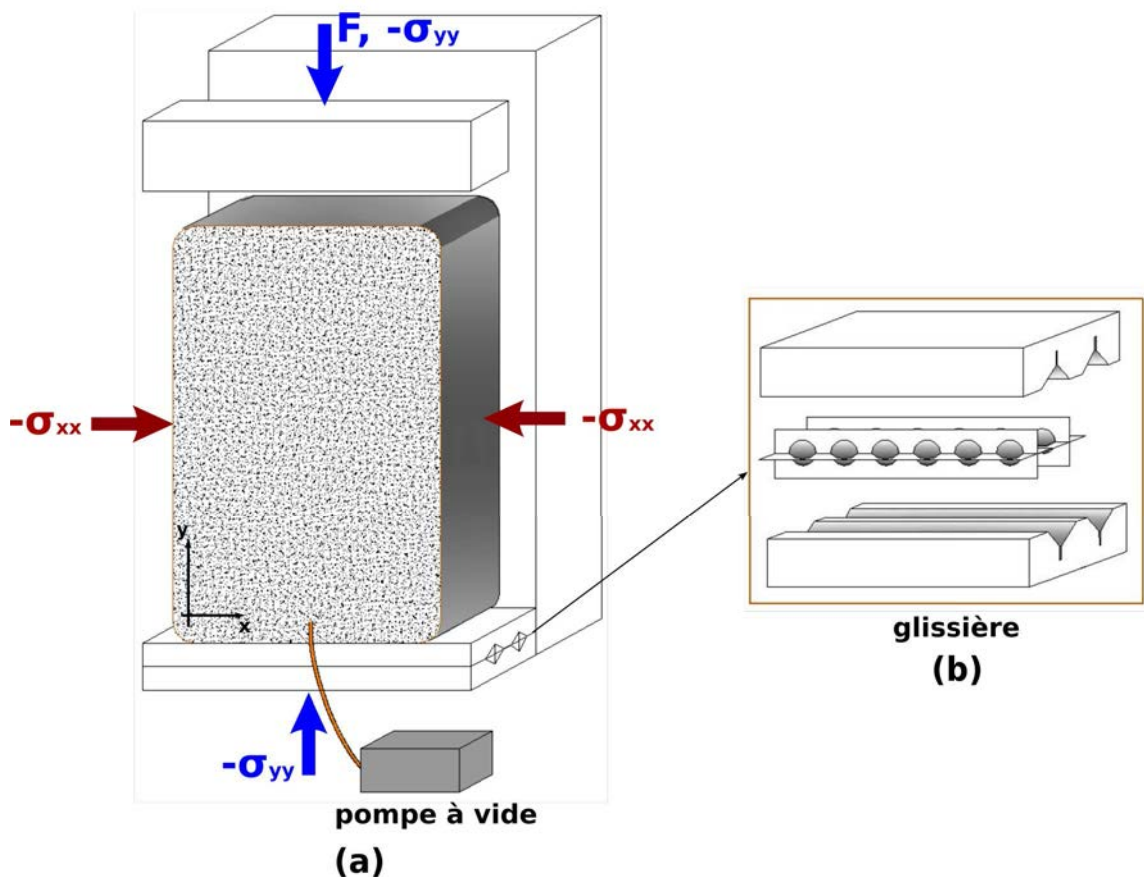 F, -σyy
-σxx
-σxx
y
x
-σyy
pompe à vide
(a)
glissière
(b)